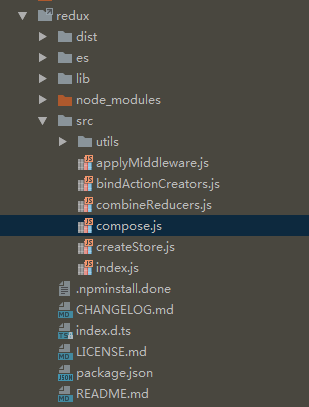 redux
dist
es
lib
node_modules
src
utils
applyMiddleware.js
bindActionCreators.js
combineReducers.js
compose.js
createStore.js
index.js
.npminstall.done
CHANGELOG.md
index.d.ts
LICENSE.md
package.json
README.md